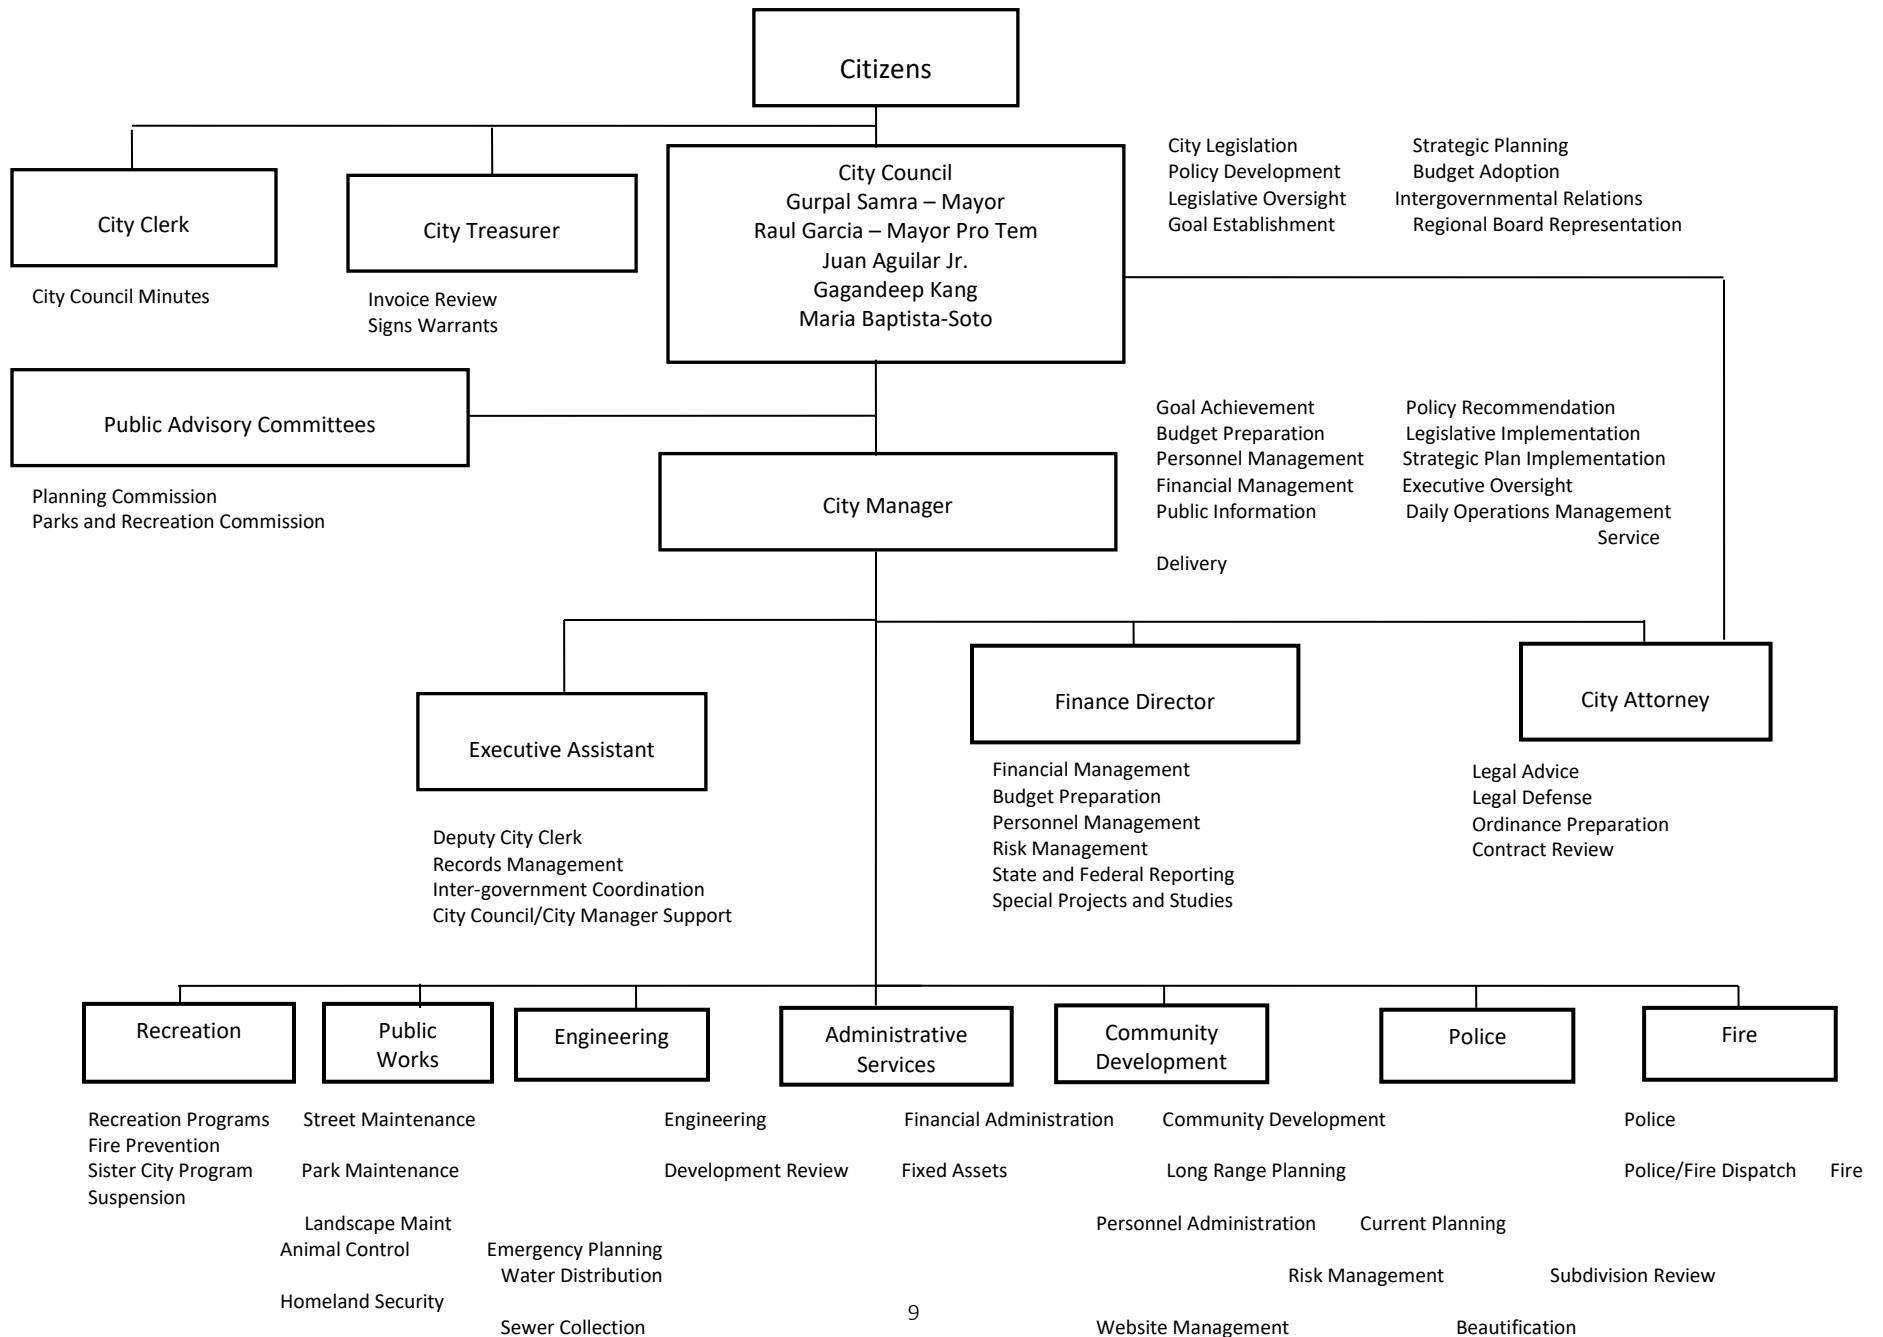 Citizens
City Clerk
City Council Minutes
City Treasurer
Invoice Review
Signs Warrants
City Council
Gurpal Samra – Mayor
Raul Garcia – Mayor Pro Tem
Juan Aguilar Jr.
Gagandeep Kang
Maria Baptista-Soto
City Legislation Strategic Planning
Policy Development Budget Adoption
Legislative Oversight Intergovernmental Relations
Goal Establishment Regional Board Representation
Public Advisory Committees
Planning Commission
Parks and Recreation Commission
City Manager
Goal Achievement Policy Recommendation
Budget Preparation Legislative Implementation
Personnel Management Strategic Plan Implementation
Financial Management Executive Oversight
Public Information Daily Operations Management
Service
Delivery
Executive Assistant
Deputy City Clerk
Records Management
Inter-government Coordination
City Council/City Manager Support
Finance Director
Financial Management
Budget Preparation
Personnel Management
Risk Management
State and Federal Reporting
Special Projects and Studies
City Attorney
Legal Advice
Legal Defense
Ordinance Preparation
Contract Review
Recreation
Public
Works
Engineering
Administrative
Services
Community
Development
Police
Fire
Recreation Programs Street Maintenance Engineering Financial Administration Community Development Police
Fire Prevention
Sister City Program Park Maintenance Development Review Fixed Assets Long Range Planning Police/Fire Dispatch Fire
Suspension
Landscape Maint Personnel Administration Current Planning
Animal Control Emergency Planning
Water Distribution Risk Management Subdivision Review
Homeland Security
Sewer Collection Website Management Beautification
9